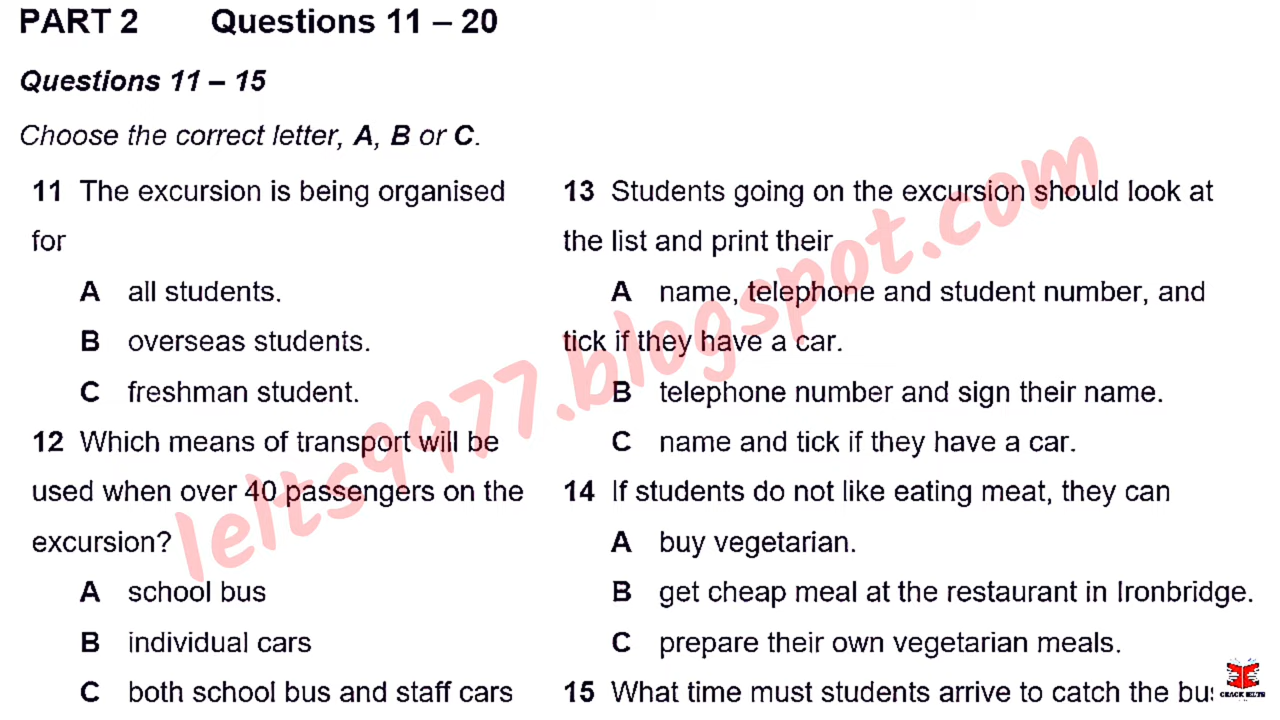 PART 2 Questions 11 – 20
Questions 11 – 15
Choose the correct letter, A, B or C.
11 The excursion is being organised
for
A all students.
B overseas students.
C freshman student.
12 Which means of transport will be
used when over 40 passengers on the
excursion?
A school bus
B individual cars
C both school bus and staff cars
13 Students going on the excursion should look at
the list and print their
A name, telephone and student number, and
tick if they have a car.
B telephone number and sign their name.
C name and tick if they have a car.
14 If students do not like eating meat, they can
A buy vegetarian.
B get cheap meal at the restaurant in Ironbridge.
C prepare their own vegetarian meals.
15 What time must students arrive to catch the bus
Ielts9977.blogspot.com
CRACK IELTS